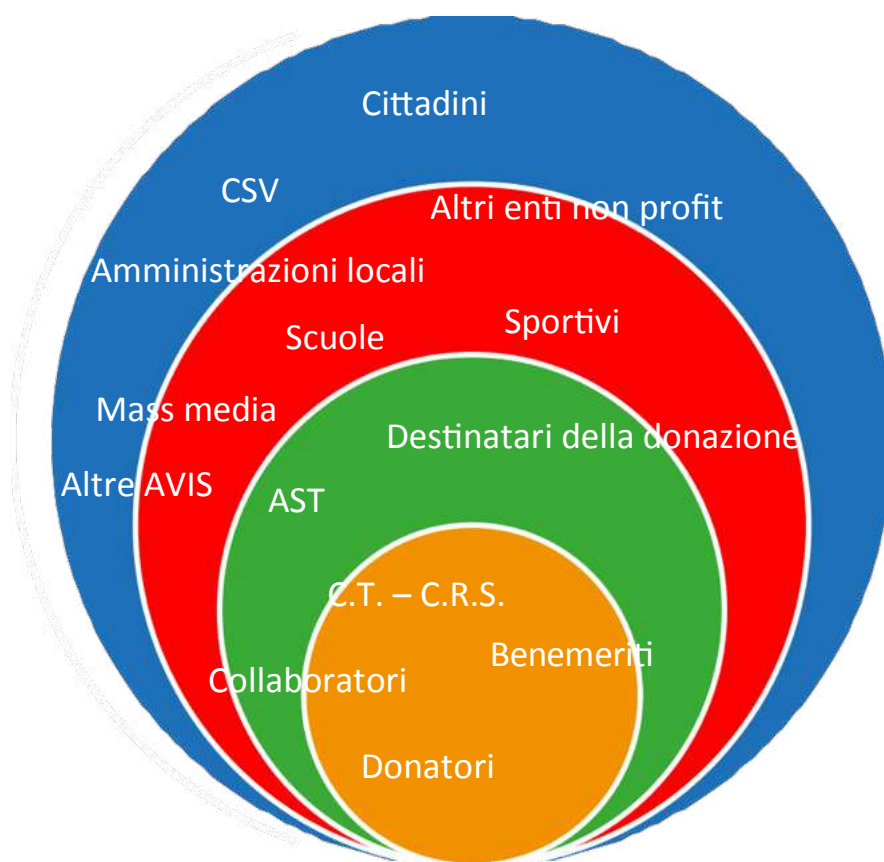 Cittadini
CSV
Altri enti non profit
Amministrazioni locali
Sportivi
Scuole
Mass media
Destinatari della donazione
Altre AVIS
AST
C.T. – C.R.S.
Benemeriti
Collaboratori
Donatori